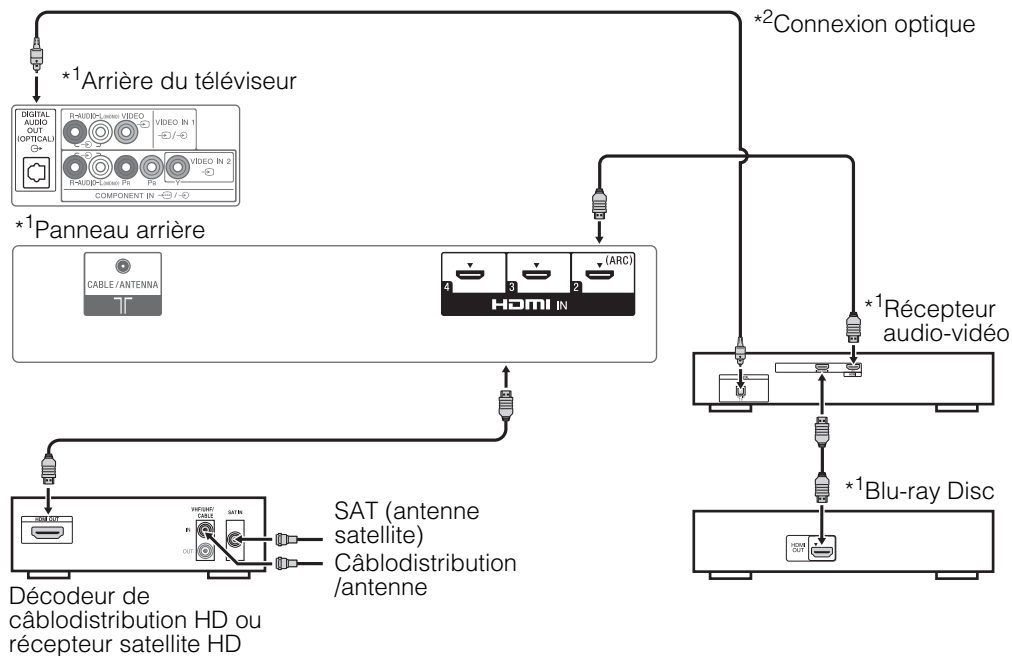 *2Connexion optique
*1Arrière du téléviseur
DIGITAL
AUDIO
OUT
(OPTICAL)
R-AUDIO-L(MONO) VIDEO
VIDEO IN 1
VIDEO IN 2
R-AUDIO-L(MONO) PR PB Y
COMPONENT IN
*1Panneau arrière
CABLE/ANTENNA
(ARC)
4 3 2
HDMI IN
*1Récepteur
audio-vidéo
*1Blu-ray Disc
HDMI
OUT
HDMI OUT
VHF/UHF/
CABLE
SAT IN
IN
OUT
SAT (antenne
satellite)
Câblodistribution
/antenne
Décodeur de
câblodistribution HD ou
récepteur satellite HD